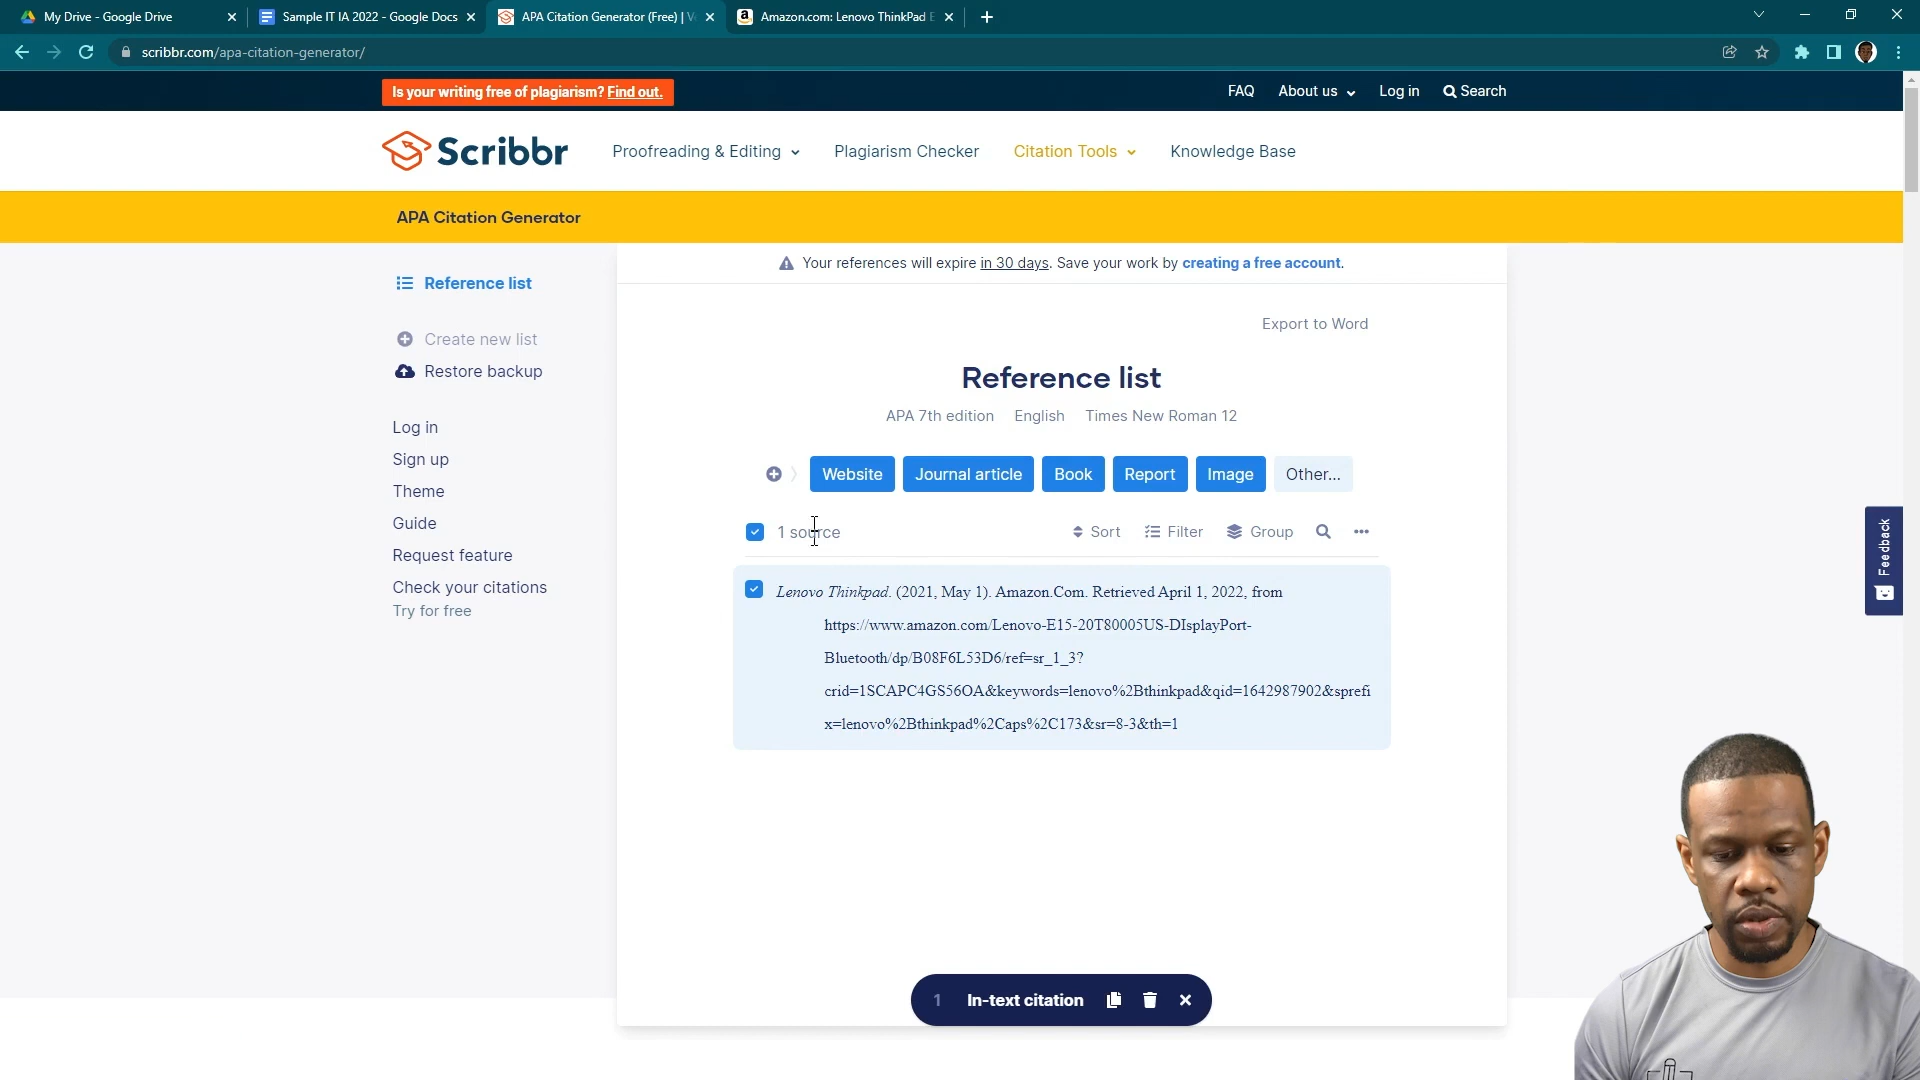 My Drive - Google Drive
Sample IT IA 2022 - Google Docs
APA Citation Generator (Free) | V
Amazon.com: Lenovo ThinkPad E
scribbr.com/apa-citation-generator/
Is your writing free of plagiarism? Find out.
FAQ
About us
Log in
Search
Scribbr
Proofreading & Editing
Plagiarism Checker
Citation Tools
Knowledge Base
APA Citation Generator
Reference list
Create new list
Restore backup
Log in
Sign up
Theme
Guide
Request feature
Check your citations
Try for free
Your references will expire in 30 days. Save your work by creating a free account.
Export to Word
Reference list
APA 7th edition English Times New Roman 12
Website
Journal article
Book
Report
Image
Other...
1 source
Sort
Filter
Group
Lenovo Thinkpad. (2021, May 1). Amazon.Com. Retrieved April 1, 2022, from
https://www.amazon.com/Lenovo-E15-20T80005US-DIsplayPort-
Bluetooth/dp/B08F6L53D6/ref=sr_1_3?
crid=1SCAPC4GS56OA&keywords=lenovo%2Bthinkpad&qid=1642987902&sprefi
x=lenovo%2Bthinkpad%2Caps%2C173&sr=8-3&th=1
1 In-text citation
Feedback